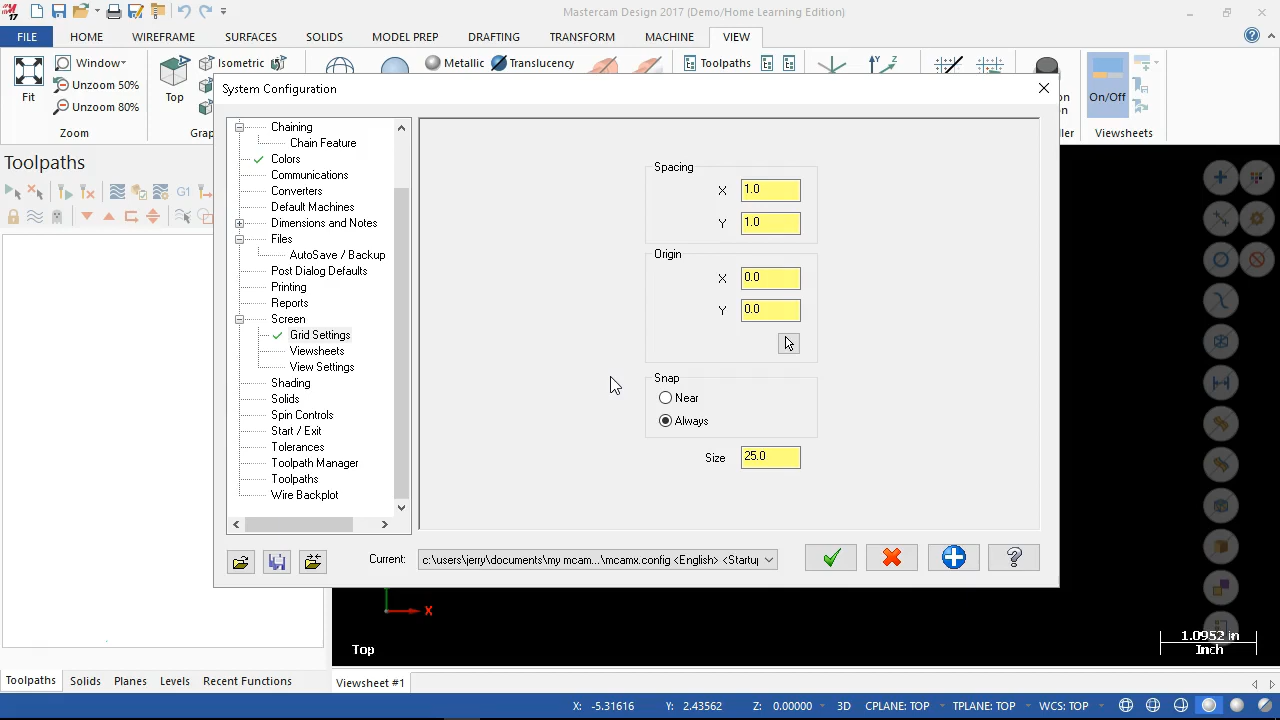 17
Mastercam Design 2017 (Demo/Home Learning Edition)
FILE
HOME
WIREFRAME
SURFACES
SOLIDS
MODEL PREP
DRAFTING
TRANSFORM
MACHINE
VIEW
Window
Unzoom 50%
Unzoom 80%
Fit
Zoom
Top
Isometric
Metallic
Translucency
Toolpaths
Y
Z
On/Off
Viewsheets
System Configuration
Toolpaths
G1
Chaining
Chain Feature
Colors
Communications
Converters
Default Machines
Dimensions and Notes
Files
AutoSave / Backup
Post Dialog Defaults
Printing
Reports
Screen
Grid Settings
Viewsheets
View Settings
Shading
Solids
Spin Controls
Start / Exit
Tolerances
Toolpath Manager
Toolpaths
Wire Backplot
Spacing
X 1.0
Y 1.0
Origin
X 0.0
Y 0.0
Snap
Near
Always
Size 25.0
Current: c:\users\jerry\documents\my mcam...\mcamx.config <English> <Startup
X
Top
1.0952 in
Inch
Toolpaths
Solids
Planes
Levels
Recent Functions
Viewsheet #1
X: -5.31616
Y: 2.43562
Z: 0.00000
3D
CPLANE: TOP
TPLANE: TOP
WCS: TOP